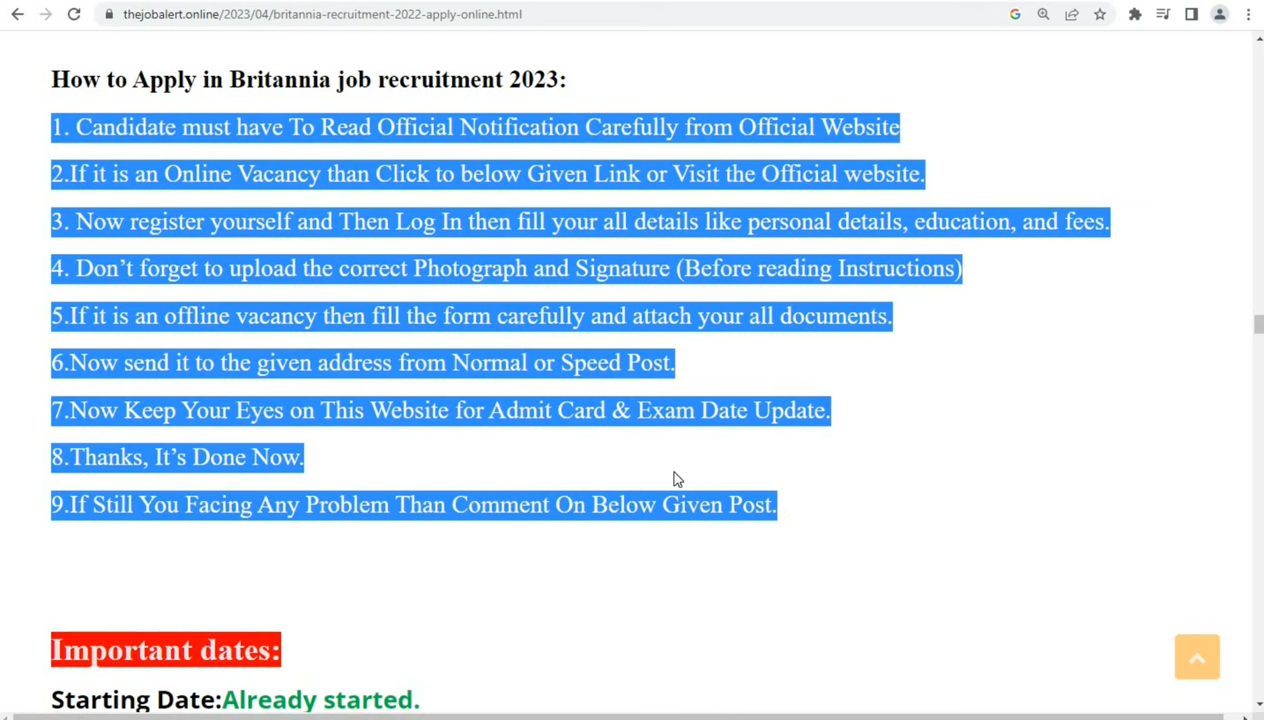 thejobalert.online/2023/04/britannia-recruitment-2022-apply-online.html
How to Apply in Britannia job recruitment 2023:
1. Candidate must have To Read Official Notification Carefully from Official Website
2.If it is an Online Vacancy than Click to below Given Link or Visit the Official website.
3. Now register yourself and Then Log In then fill your all details like personal details, education, and fees.
4. Don’t forget to upload the correct Photograph and Signature (Before reading Instructions)
5.If it is an offline vacancy then fill the form carefully and attach your all documents.
6.Now send it to the given address from Normal or Speed Post.
7.Now Keep Your Eyes on This Website for Admit Card & Exam Date Update.
8.Thanks, It’s Done Now.
9.If Still You Facing Any Problem Than Comment On Below Given Post.
Important dates:
Starting Date:Already started.